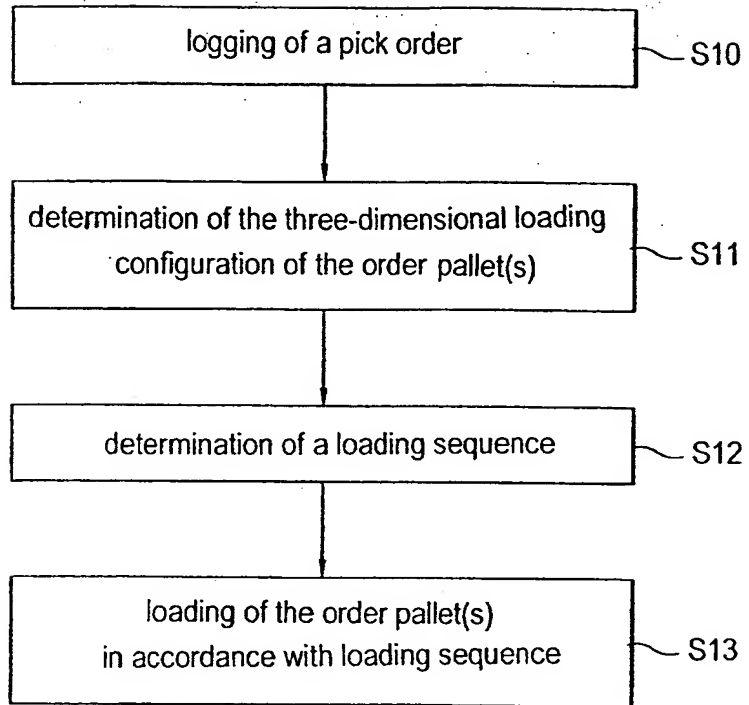 logging of a pick order
S10
determination of the three-dimensional loading
configuration of the order pallet(s)
S11
determination of a loading sequence
S12
loading of the order pallet(s)
in accordance with loading sequence
S13